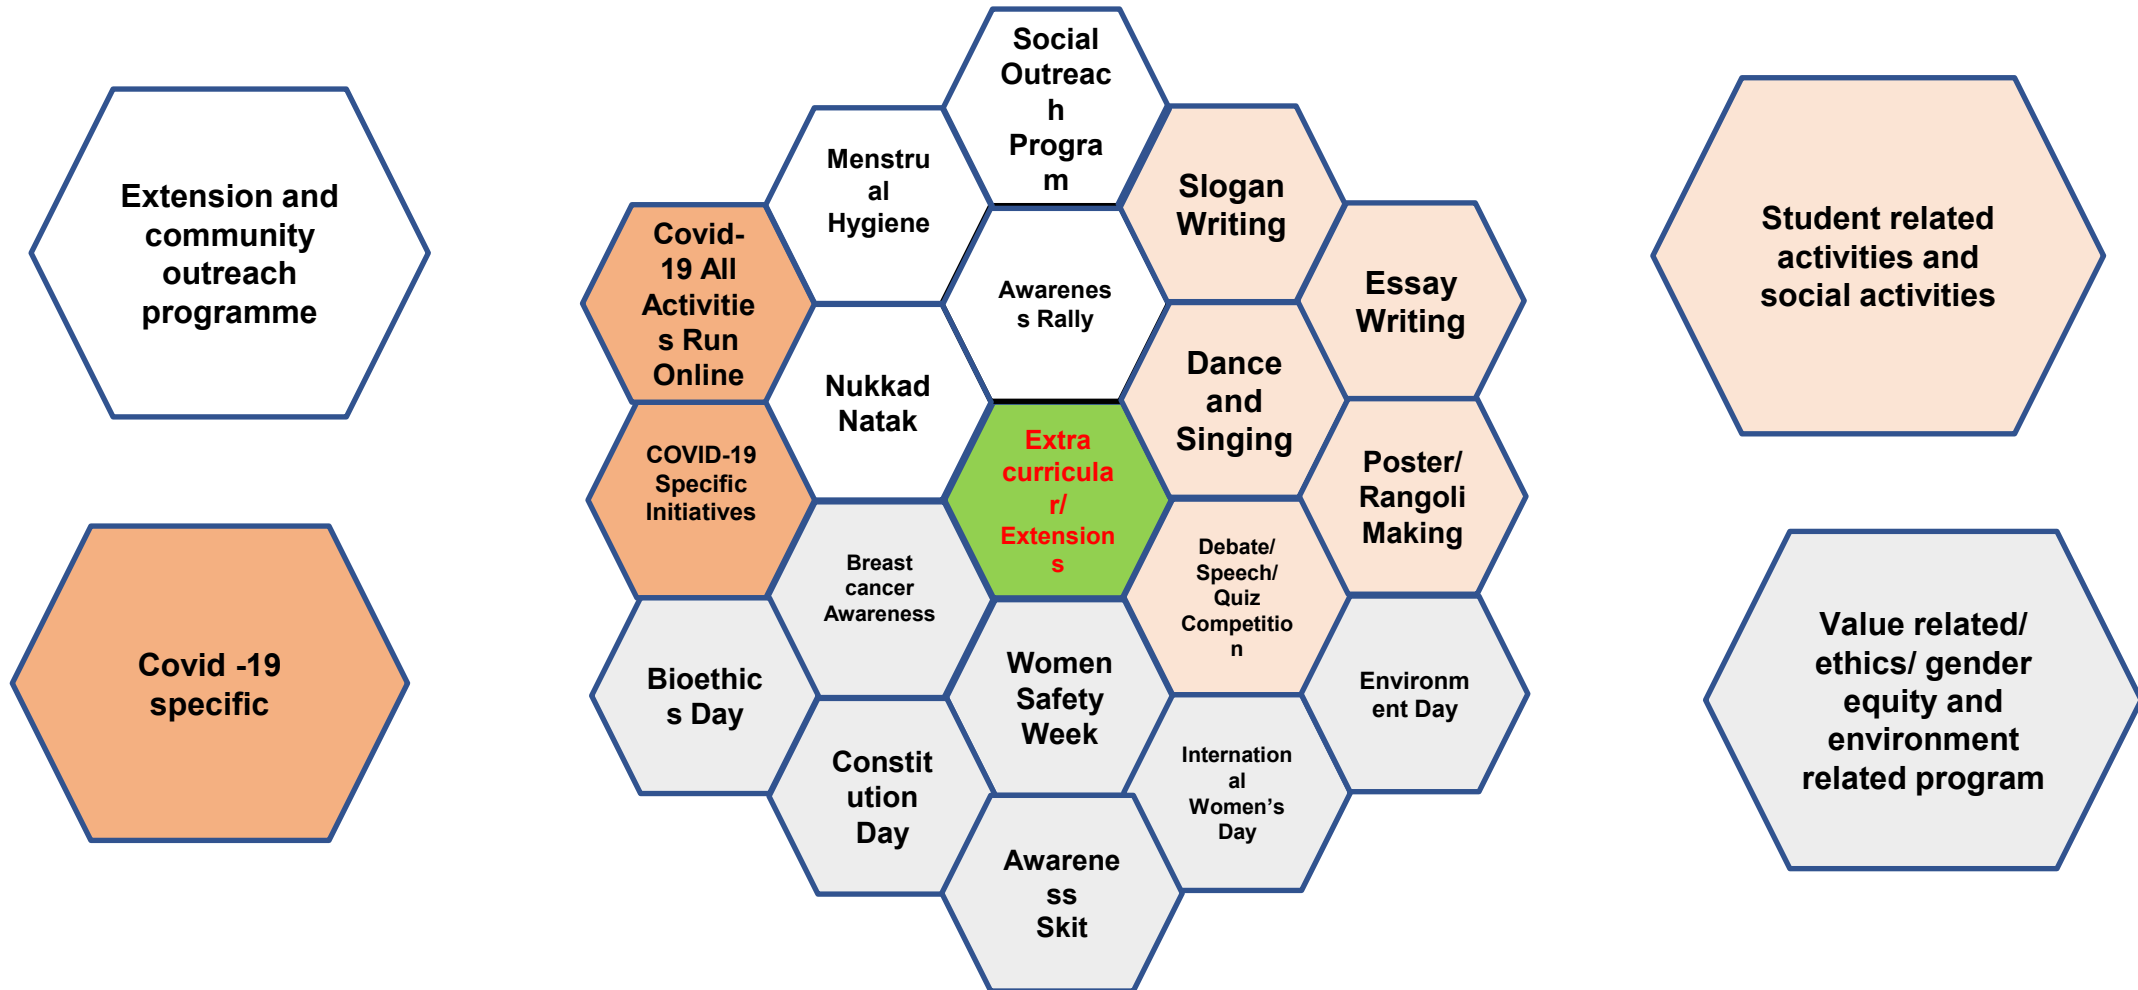 Extension and
community
outreach
programme
Covid -19
specific
Social
Outreac
h
Progra
m
Menstru
al
Hygiene
Slogan
Writing
Covid-
19 All
Activitie
s Run
Online
Awarenes
s Rally
Essay
Writing
Nukkad
Natak
Dance
and
Singing
COVID-19
Specific
Initiatives
Extra
curricula
r/
Extension
s
Poster/
Rangoli
Making
Breast
cancer
Awareness
Debate/
Speech/
Quiz
Competitio
n
Bioethic
s Day
Women
Safety
Week
Environm
ent Day
Constit
ution
Day
Internation
al
Women’s
Day
Awarene
ss
Skit
Student related
activities and
social activities
Value related/
ethics/ gender
equity and
environment
related program